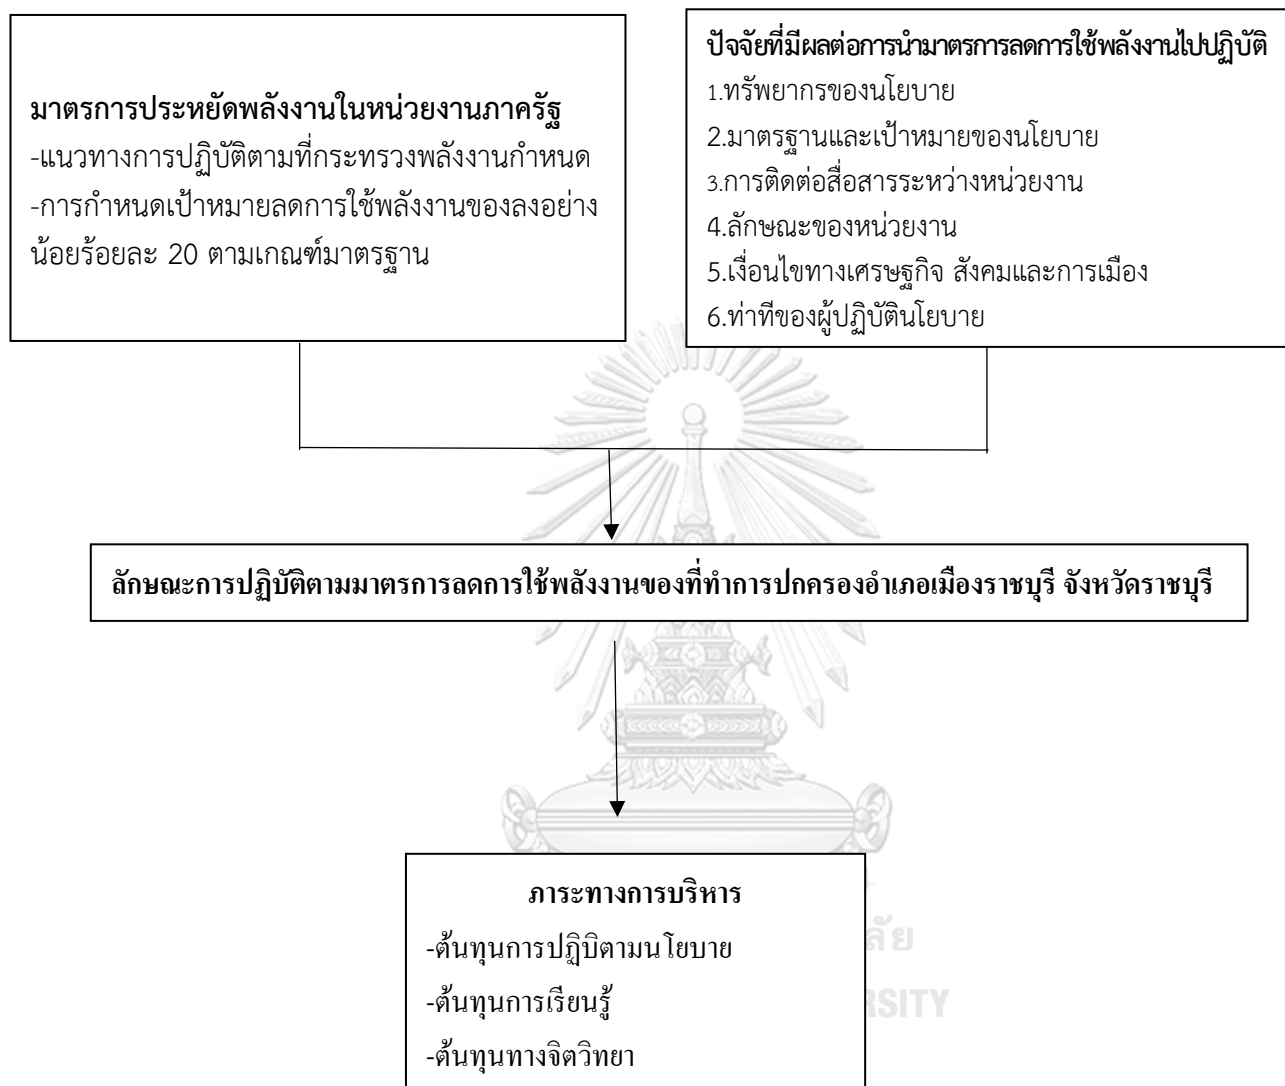 มาตรการประหยัดพลังงานในหน่วยงานภาครัฐ
-แนวทางการปฏิบัติตามที่กระทรวงพลังงานกำหนด
-การกำหนดเป้าหมายลดการใช้พลังงานของลงอย่าง
น้อยร้อยละ 20 ตามเกณฑ์มาตรฐาน
ปัจจัยที่มีผลต่อการนำมาตรการลดการใช้พลังงานไปปฏิบัติ
1.ทรัพยากรของนโยบาย
2.มาตรฐานและเป้าหมายของนโยบาย
3.การติดต่อสื่อสารระหว่างหน่วยงาน
4.ลักษณะของหน่วยงาน
5.เงื่อนไขทางเศรษฐกิจ สังคมและการเมือง
6.ท่าทีของผู้ปฏิบัตินโยบาย
ลักษณะการปฏิบัติตามมาตรการลดการใช้พลังงานของที่ทำการปกครองอำเภอเมืองราชบุรี จังหวัดราชบุรี
ภาระทางการบริหาร
-ต้นทุนการปฏิบิตามนโยบาย
-ต้นทุนการเรียนรู้
-ต้นทุนทางจิตวิทยา
ลัย
RSITY